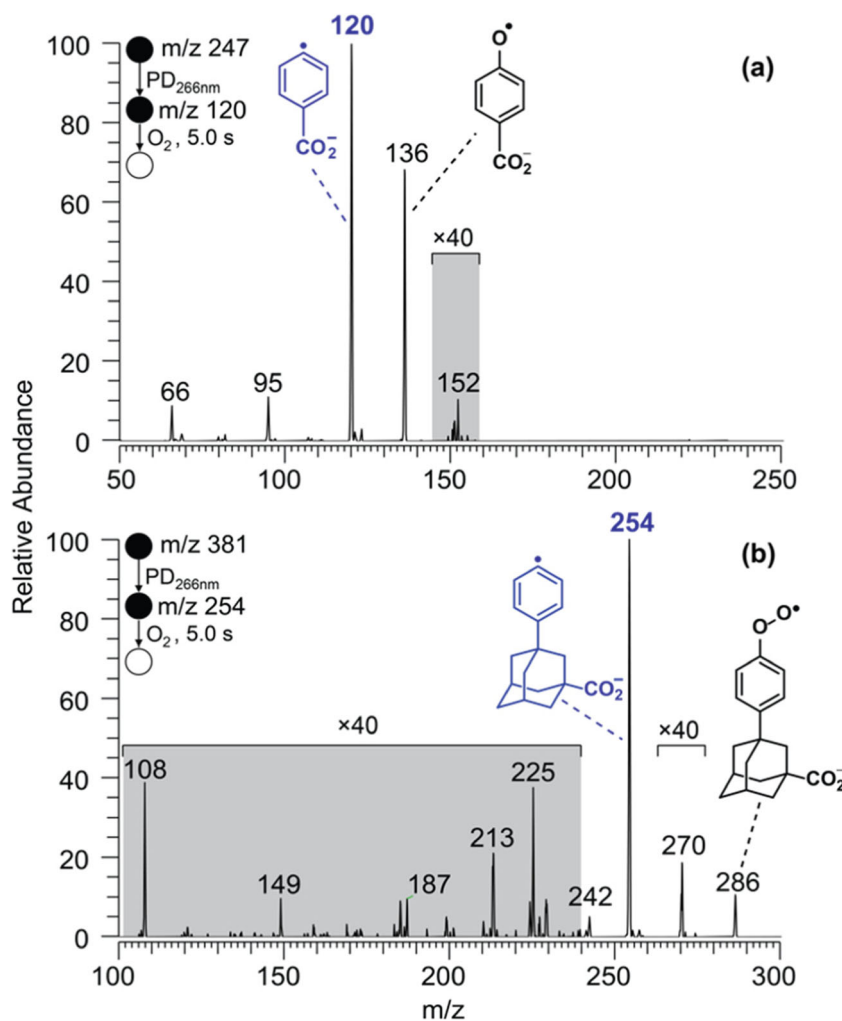 (a)
m/z 247
PD266nm
m/z 120
O2, 5.0 s
120
CO2−
O•
CO2−
136
×40
152
66
95
Relative Abundance
100
80
60
40
20
0
50 100 150 200 250
(b)
m/z 381
PD266nm
m/z 254
O2, 5.0 s
254
CO2−
O O•
CO2−
×40
×40
108
149
187
213
225
242
270
286
100
80
60
40
20
0
100 150 200 250 300
m/z